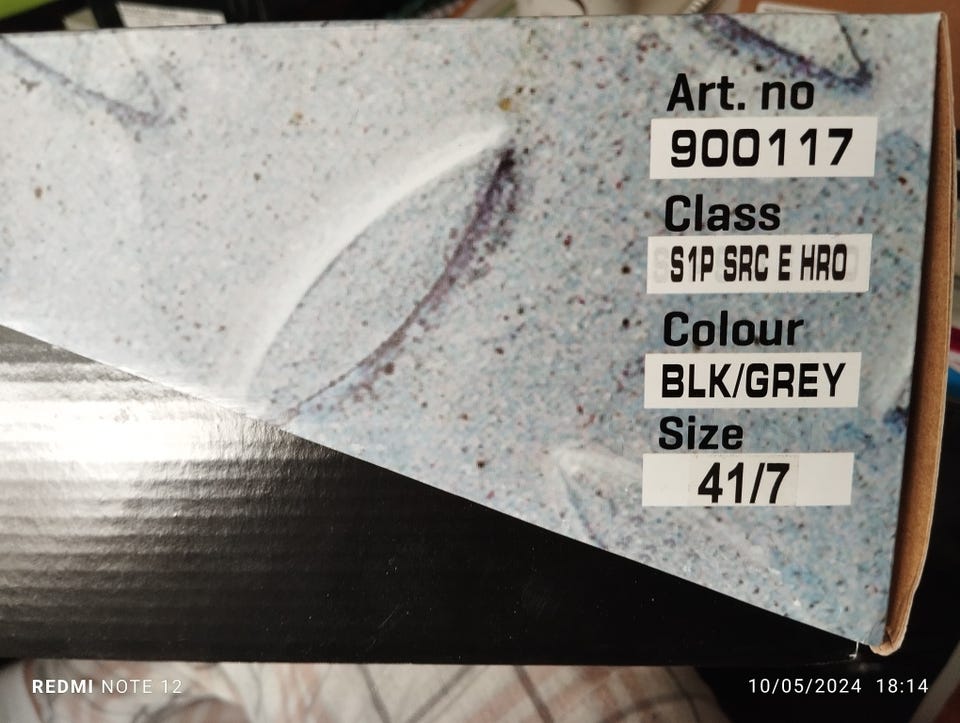 Art. no
900117
Class
S1P SRC E HRO
Colour
BLK/GREY
Size
41/7
REDMI NOTE 12
10/05/2024 18:14